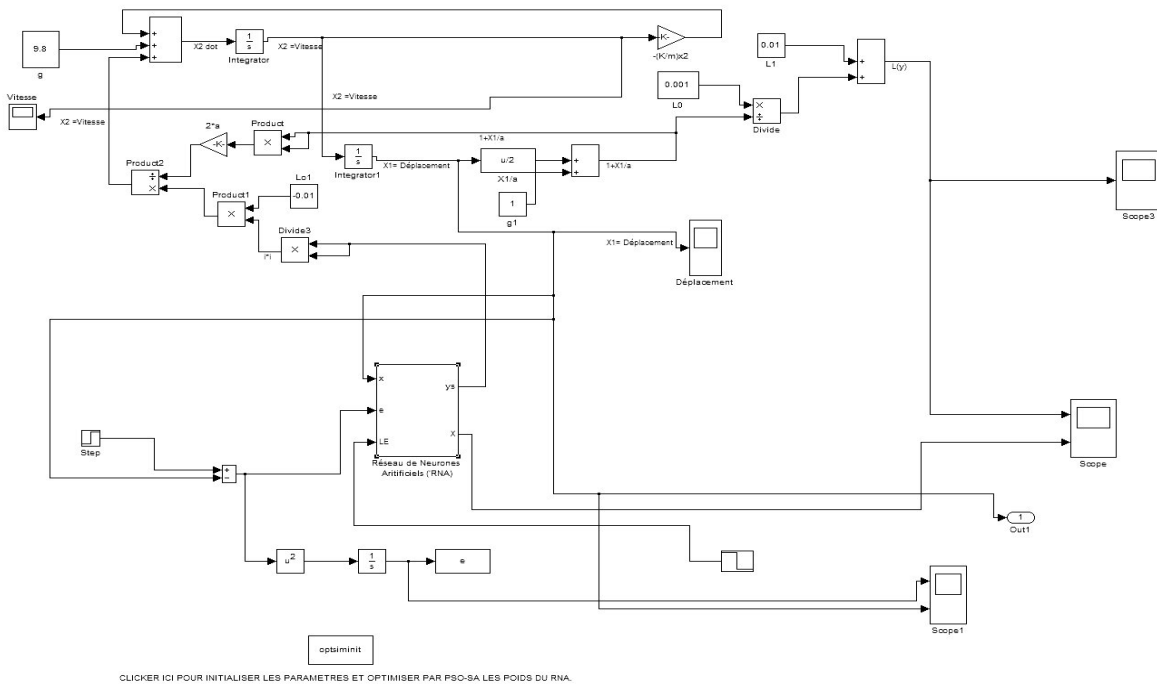 9.8
g
+
+
+
X2 dot
1
s
Integrator
X2 =Vitesse
-K-
-(K/m)x2
0.01
L1
+
+
L(y)
0.001
L0
×
÷
Divide
Vitesse
X2 =Vitesse
X2 =Vitesse
2*a
-K-
Product
×
1+X1/a
1
s
Integrator1
X1= Déplacement
u/2
X1/a
+
+
1+X1/a
1
g1
Product2
÷
×
Product1
×
Lo1
-0.01
Divide3
×
i*i
X1= Déplacement
Déplacement
Scope3
x
e
LE
ys
X
Réseau de Neurones
Aritificiels ('RNA)
Step
+
−
Scope
1
Out1
u2
1
s
e
Scope1
optsiminit
CLICKER ICI POUR INITIALISER LES PARAMETRES ET OPTIMISER PAR PSO-SA LES POIDS DU RNA.